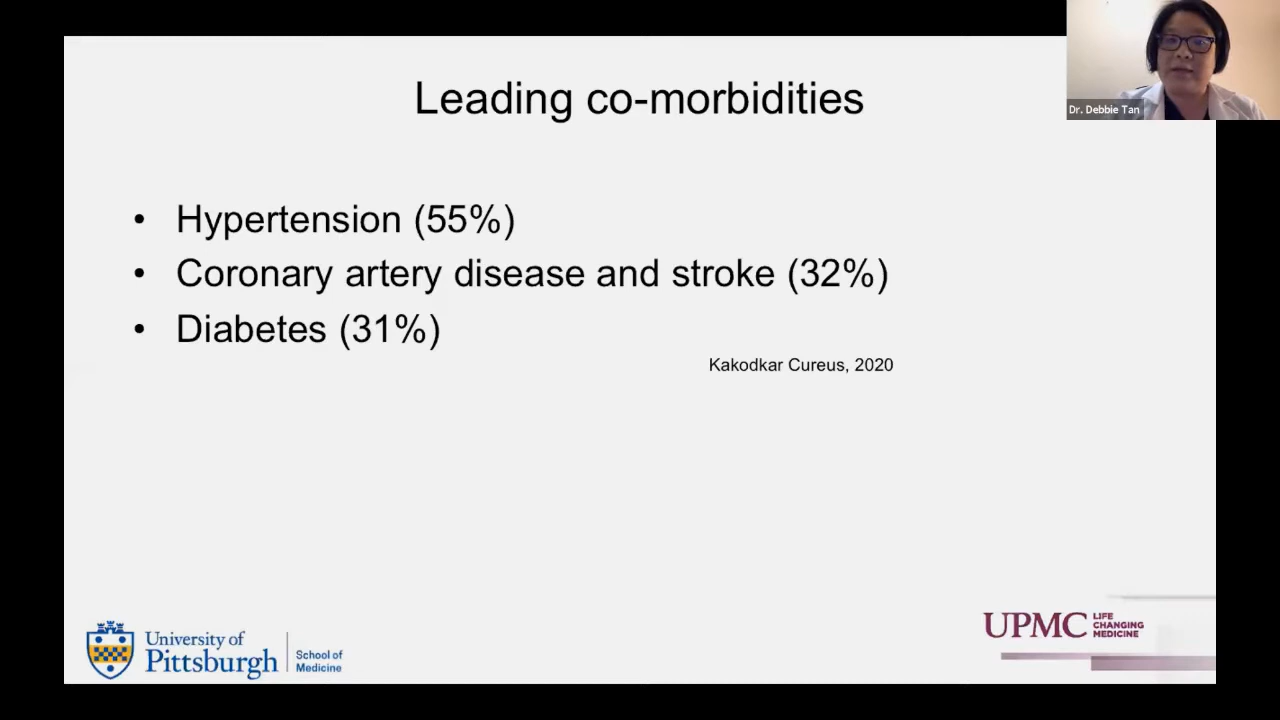 Leading co-morbidities
Dr. Debbie Tan
• Hypertension (55%)
• Coronary artery disease and stroke (32%)
• Diabetes (31%)
Kakodkar Cureus, 2020
University of
Pittsburgh
School of
Medicine
UPMC
LIFE
CHANGING
MEDICINE